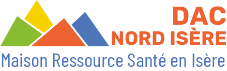 DAC
NORD ISÈRE
Maison Ressource Santé en Isère